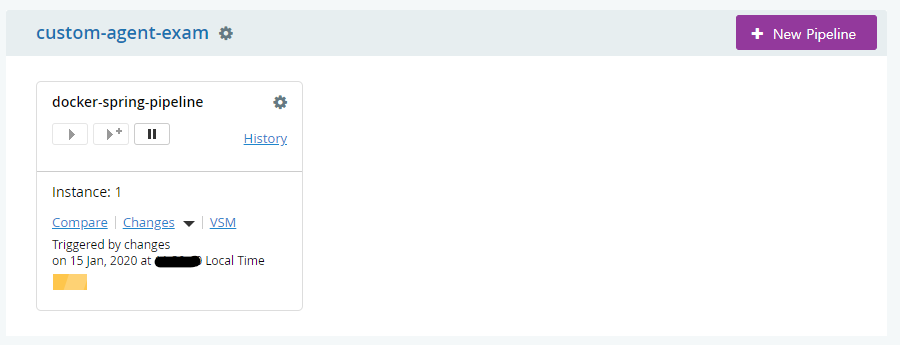 custom-agent-exam
+ New Pipeline
docker-spring-pipeline
History
Instance: 1
Compare | Changes | VSM
Triggered by changes
on 15 Jan, 2020 at Local Time